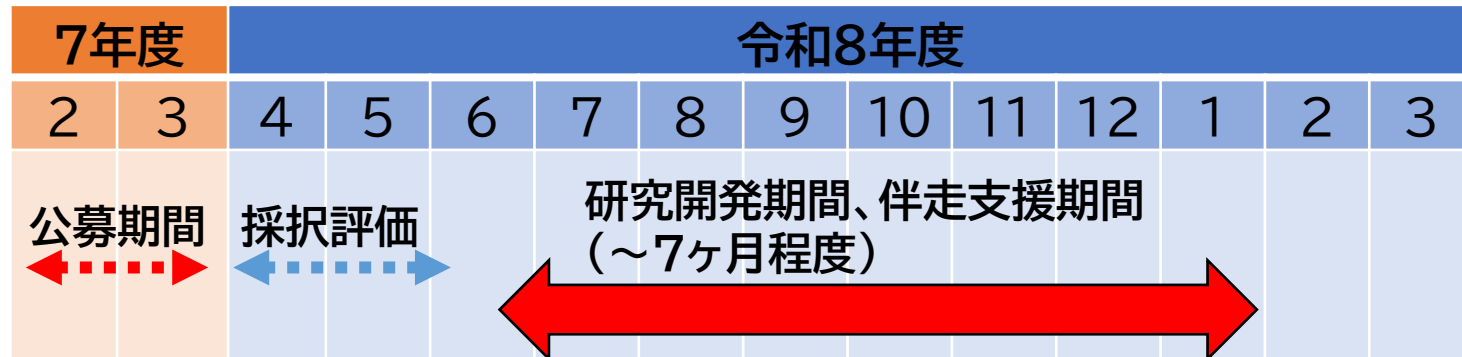 7年度 令和8年度
2 3 4 5 6 7 8 9 10 11 12 1 2 3
公募期間 採択評価 研究開発期間、伴走支援期間
(～7ヶ月程度)